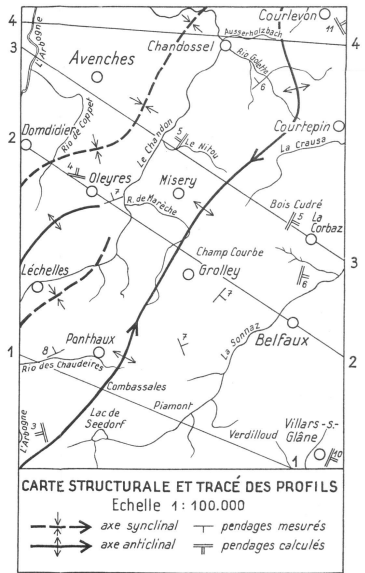 4
3
Courlevon
11
4
Ausserholzbach
Chandossel
Rio Golette
6
L'Arbogne
Avenches
Rio de Coppet
Courtepin
2
Domdidier
Le Chandon
5
Le Nitou
La Crausa
4
Oleyres
7
Misery
R. de Marèche
Bois Cudré
5
La Corbaz
Champ Courbe
Grolley
3
6
Léchelles
7
7
La Sonnaz
Belfaux
1
Ponthaux
8
Rio des Chaudeires
2
Combassales
Piamont
3
L'Arbogne
Lac de Seedorf
Verdilloud
Villars-s.-Glâne
10
1
CARTE STRUCTURALE ET TRACÉ DES PROFILS
Echelle 1:100.000
axe synclinal
pendages mesurés
axe anticlinal
pendages calculés